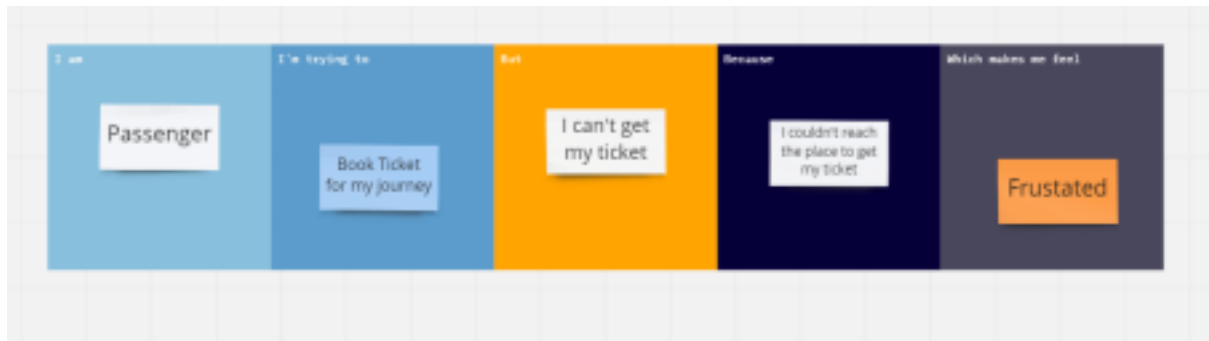 I am
Passenger
I'm trying to
Book Ticket
for my journey
But
I can't get
my ticket
Because
I couldn't reach
the place to get
my ticket
Which makes me feel
Frustated